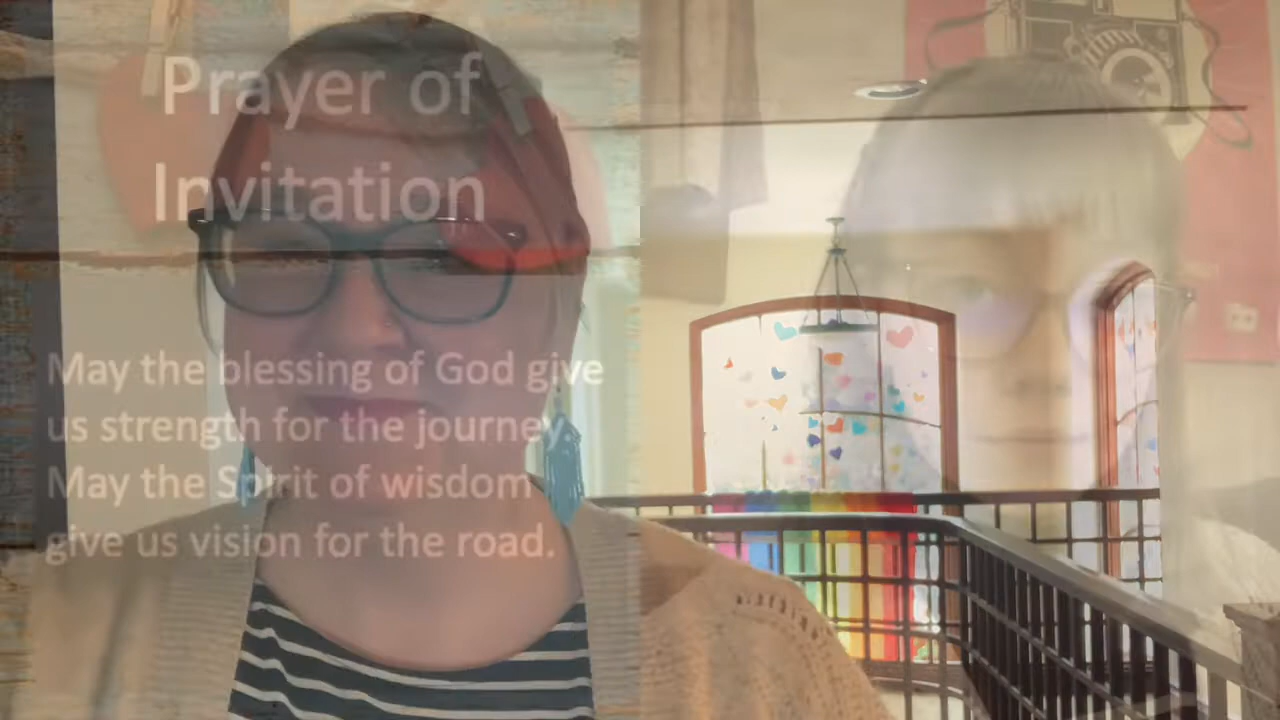 Prayer of
Invitation
May the blessing of God give
us strength for the journey.
May the Spirit of wisdom
give us vision for the road.